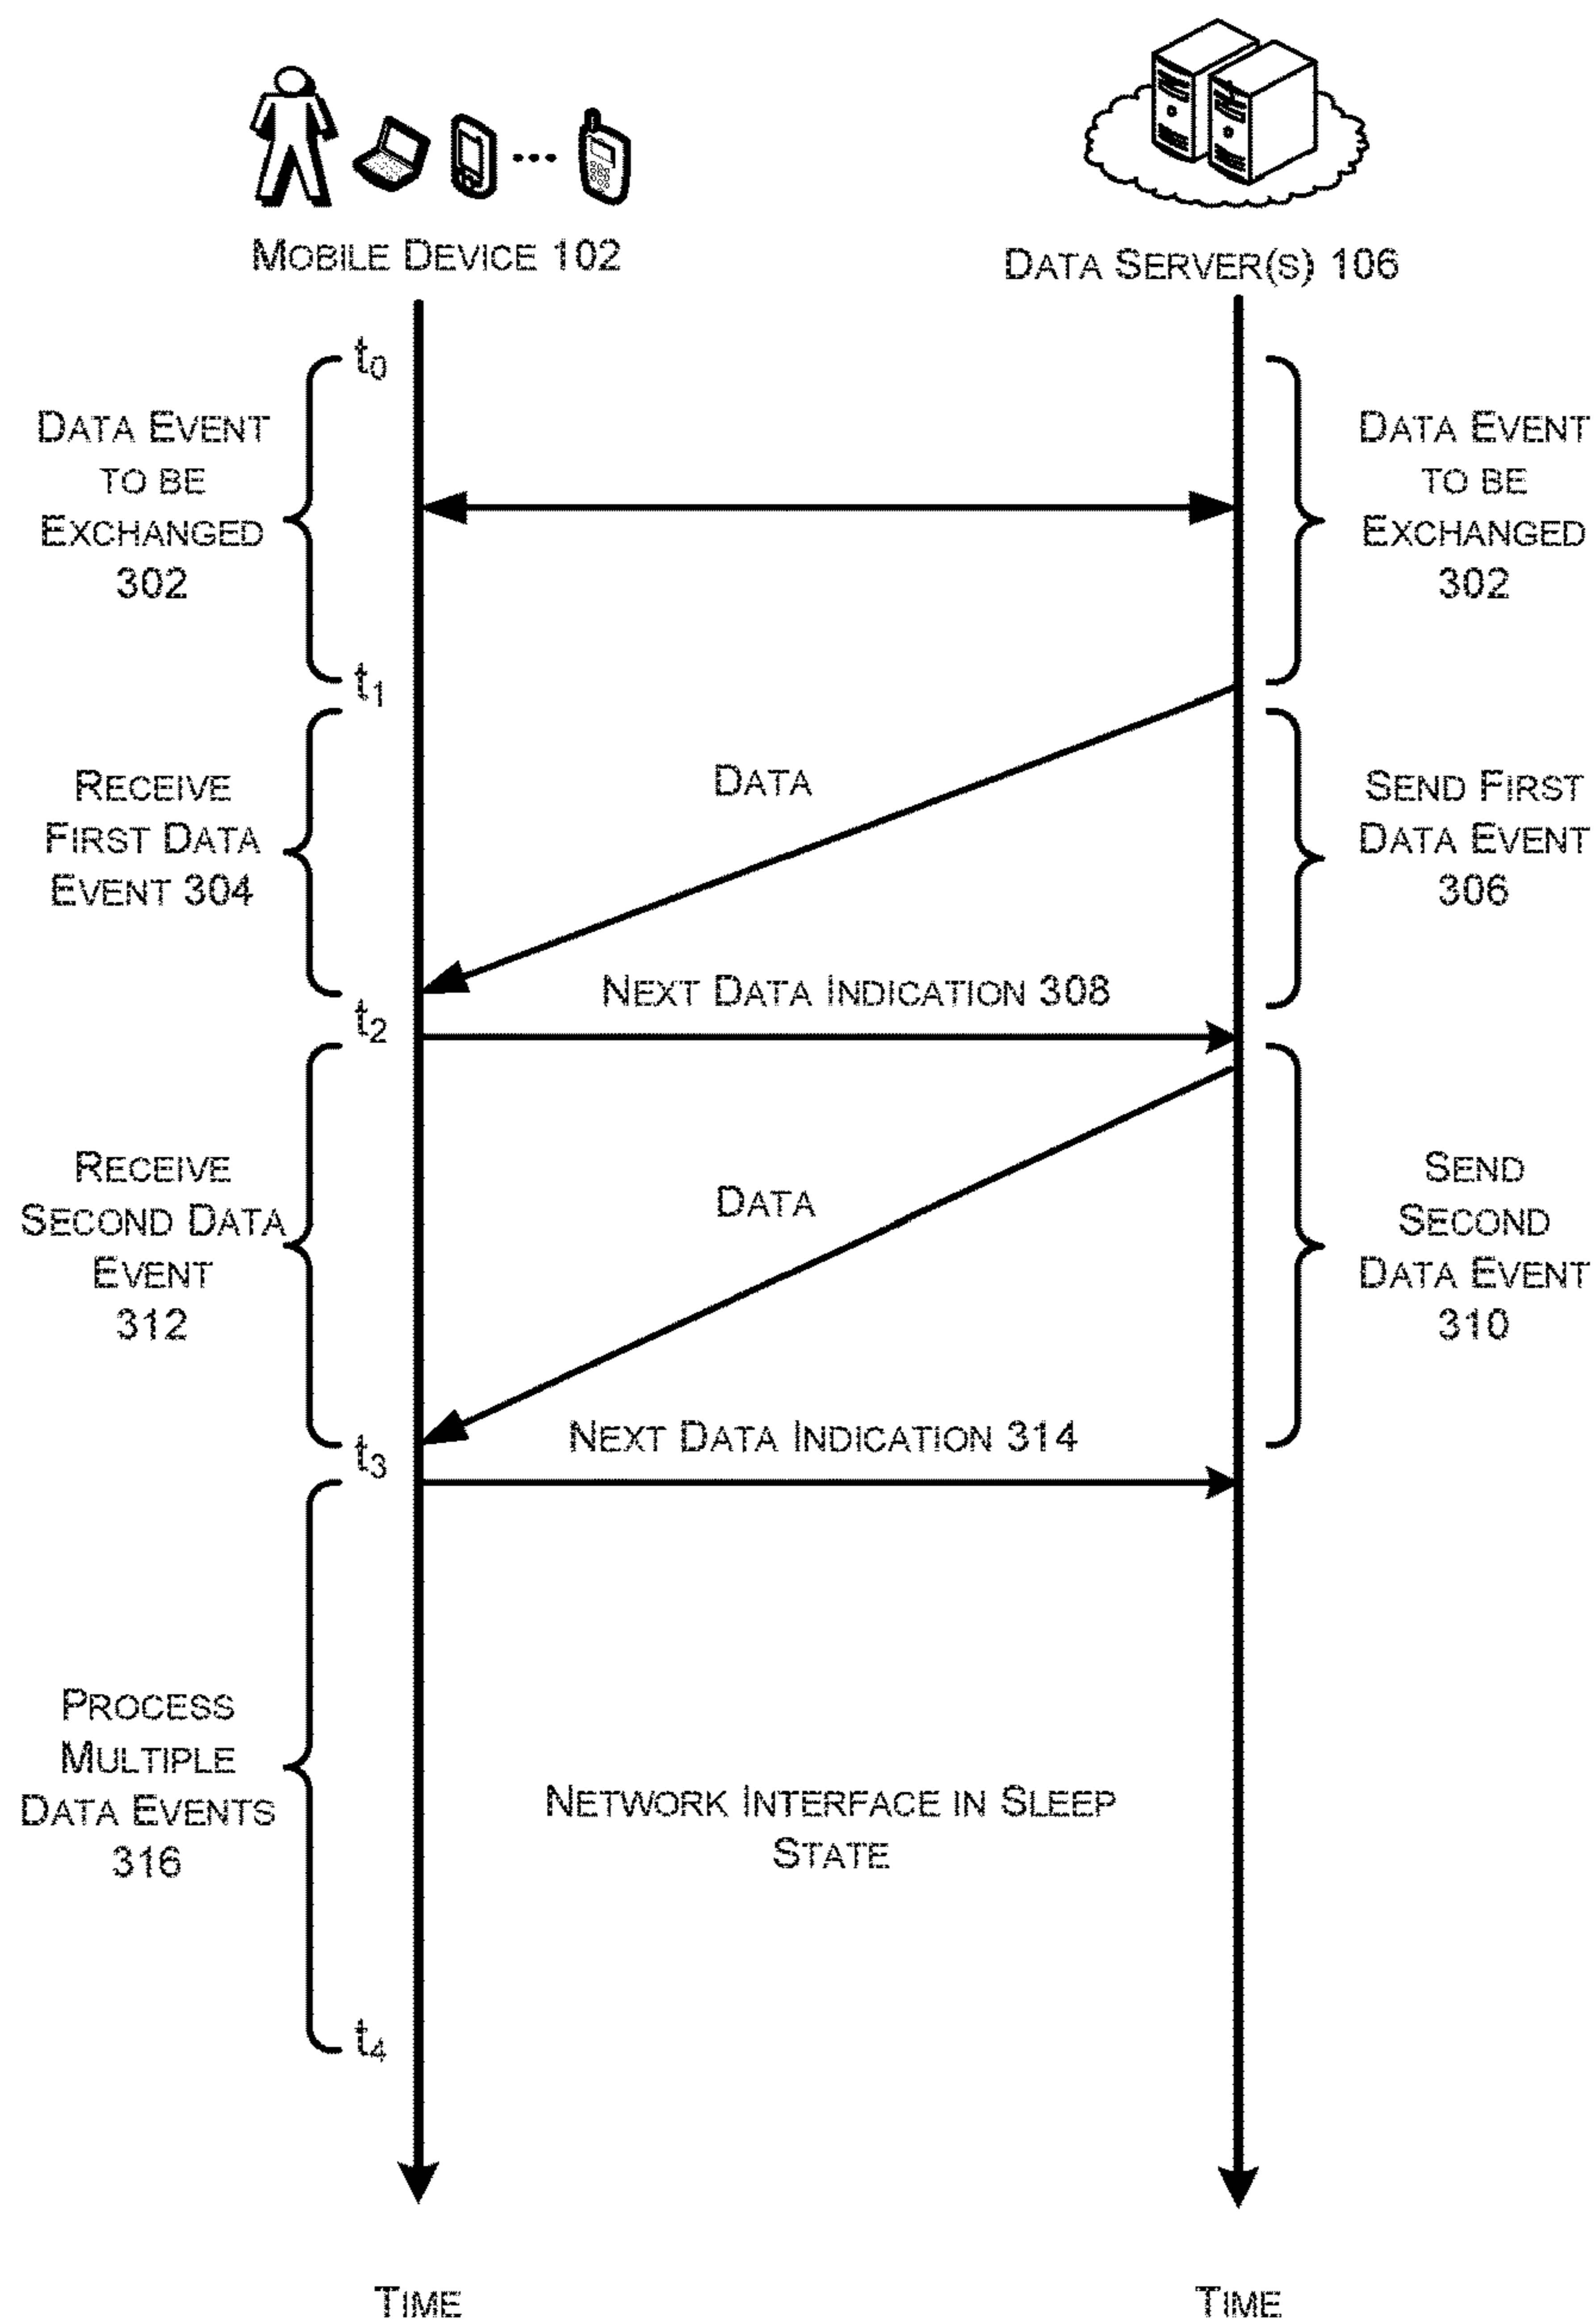 MOBILE DEVICE 102
DATA SERVER(S) 106
t0
DATA EVENT
TO BE
EXCHANGED
302
DATA EVENT
TO BE
EXCHANGED
302
t1
RECEIVE
FIRST DATA
EVENT 304
DATA
SEND FIRST
DATA EVENT
306
NEXT DATA INDICATION 308
t2
RECEIVE
SECOND DATA
EVENT
312
DATA
SEND
SECOND
DATA EVENT
310
NEXT DATA INDICATION 314
t3
PROCESS
MULTIPLE
DATA EVENTS
316
NETWORK INTERFACE IN SLEEP
STATE
t4
TIME
TIME